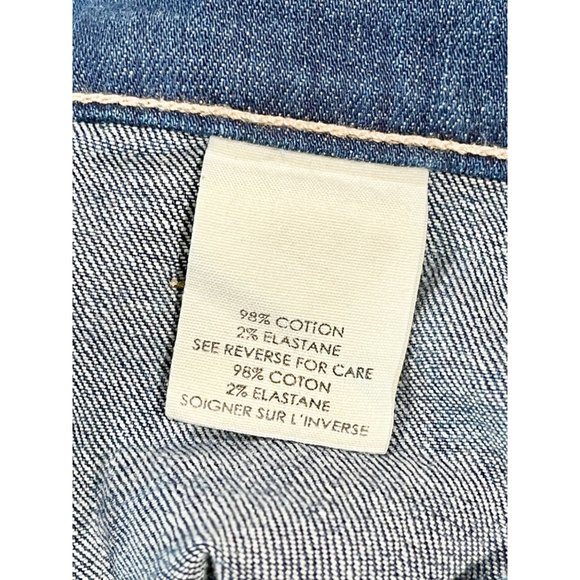 98% COTTON
2% ELASTANE
SEE REVERSE FOR CARE
98% COTON
2% ELASTANE
SOIGNER SUR L'INVERSE